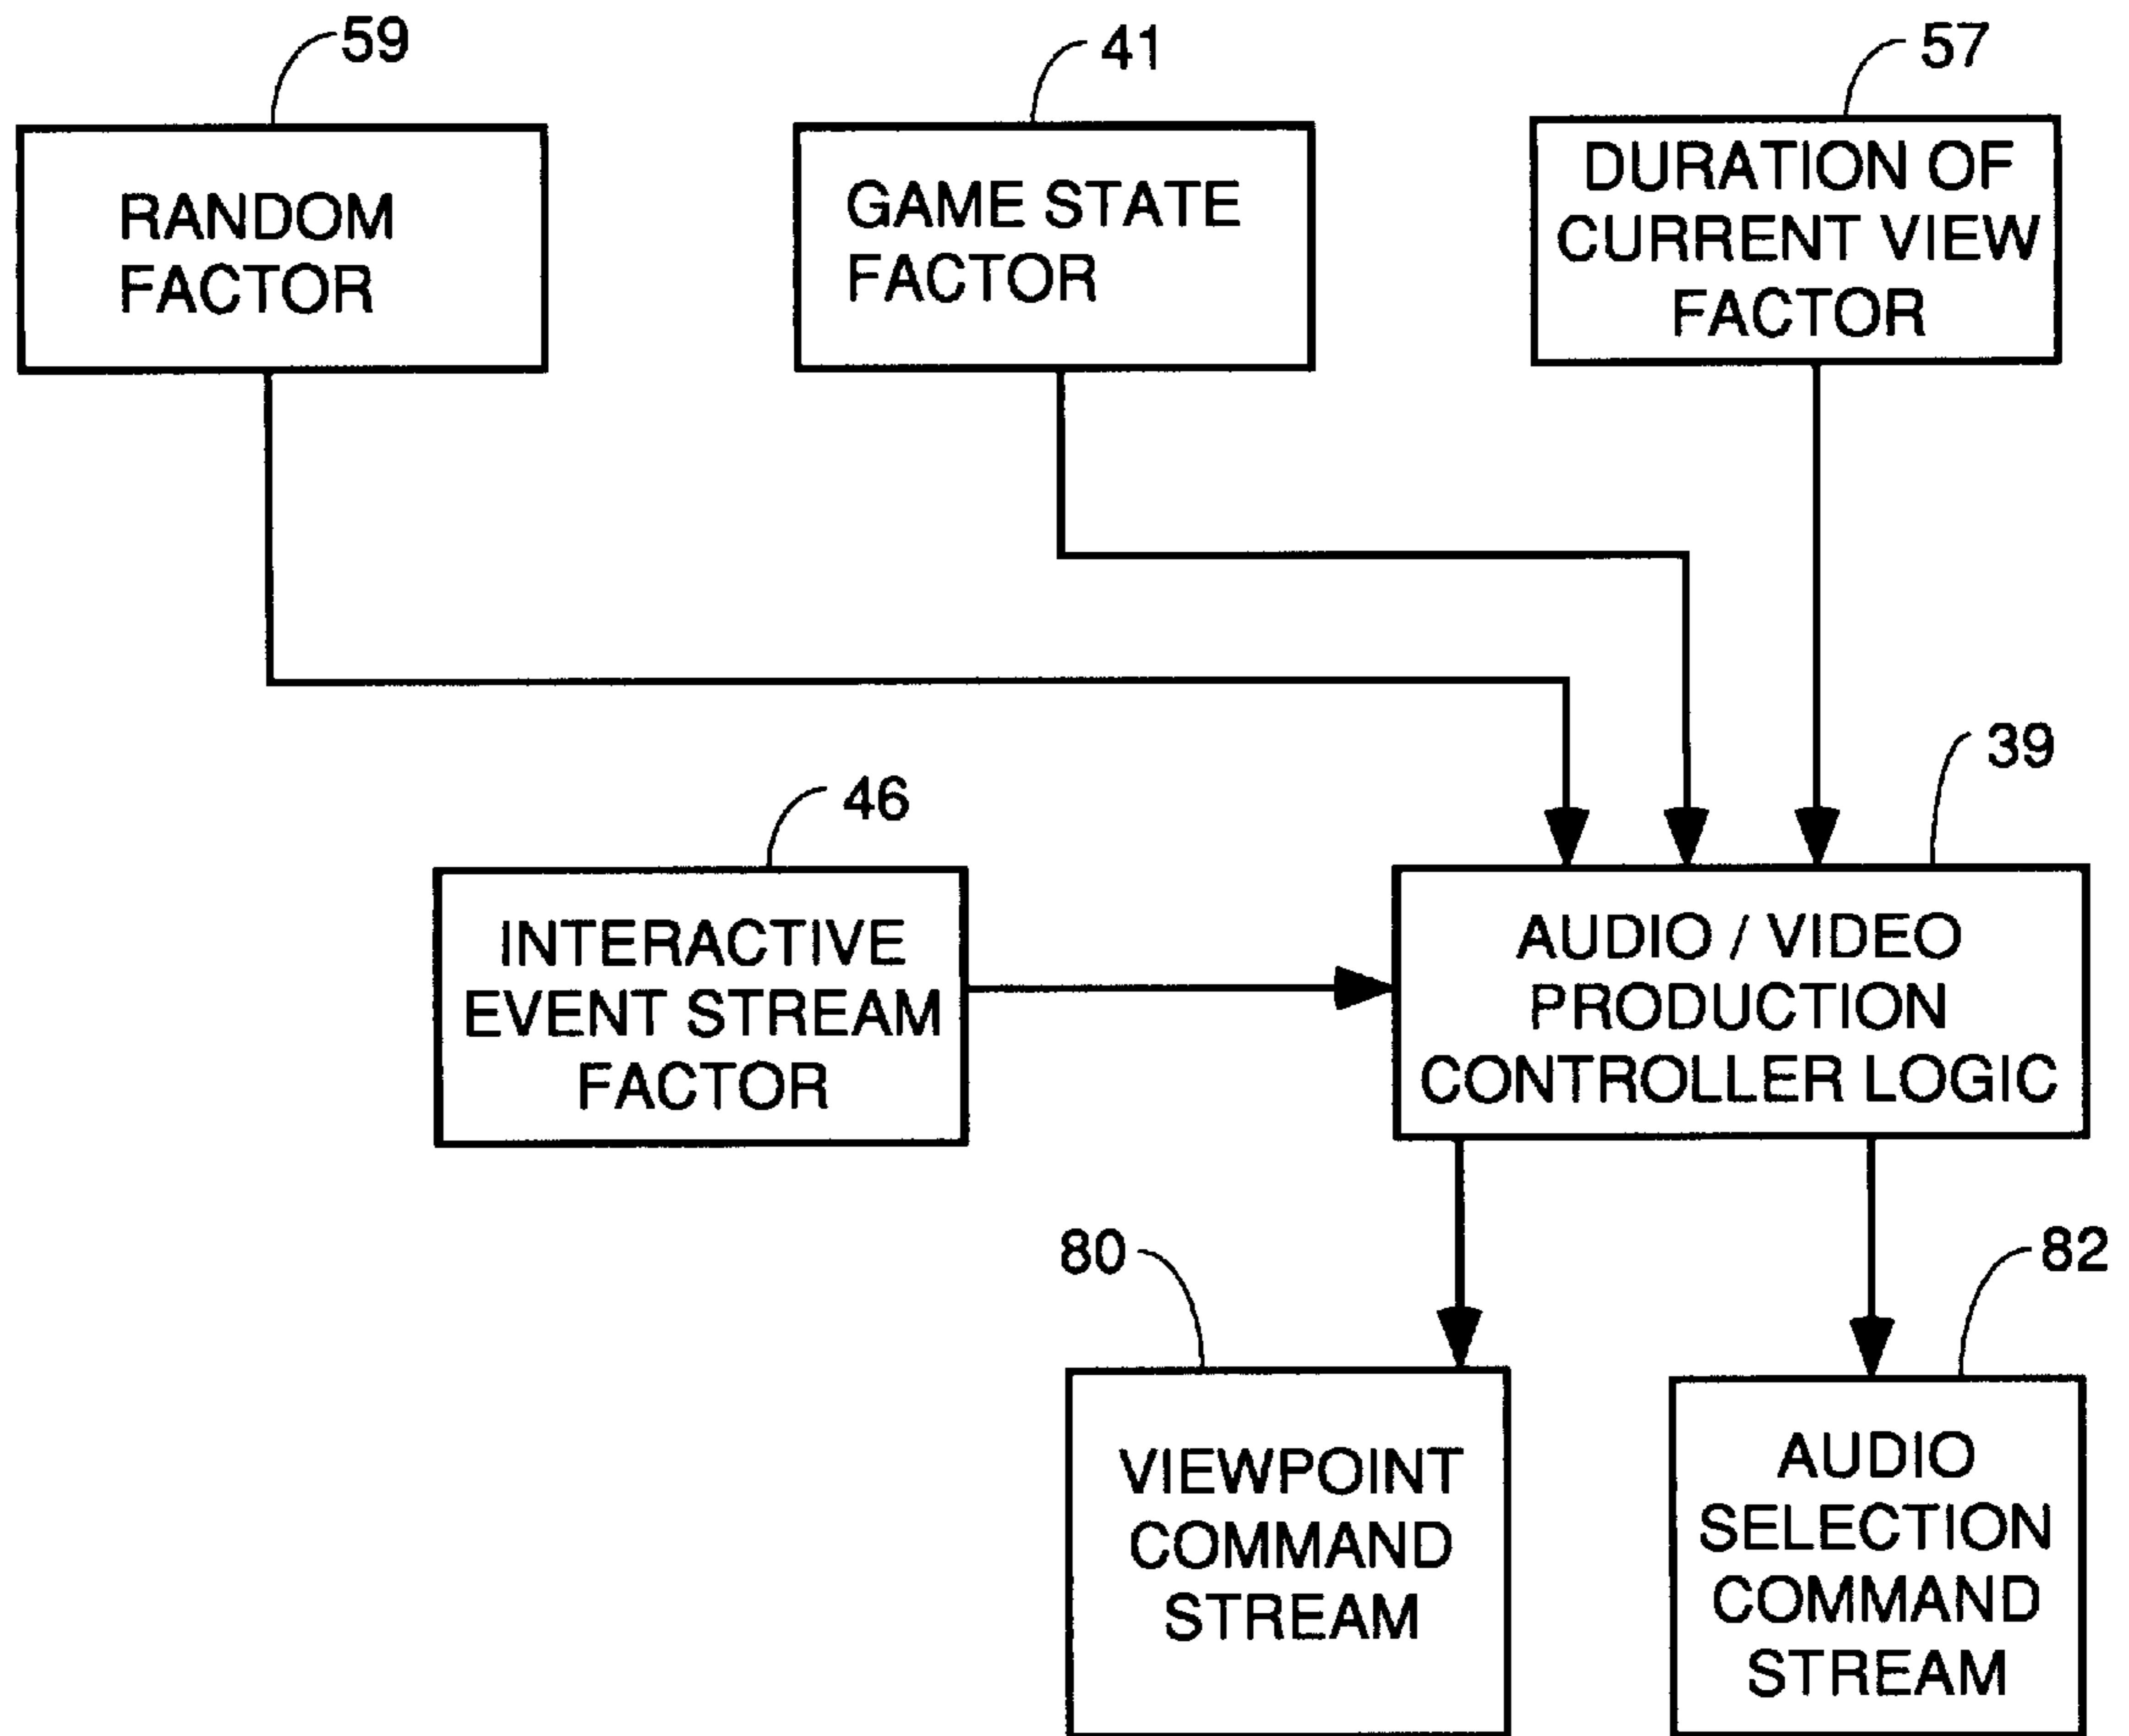 59
41
57
RANDOM
FACTOR
GAME STATE
FACTOR
DURATION OF
CURRENT VIEW
FACTOR
39
46
INTERACTIVE
EVENT STREAM
FACTOR
AUDIO / VIDEO
PRODUCTION
CONTROLLER LOGIC
80
82
VIEWPOINT
COMMAND
STREAM
AUDIO
SELECTION
COMMAND
STREAM